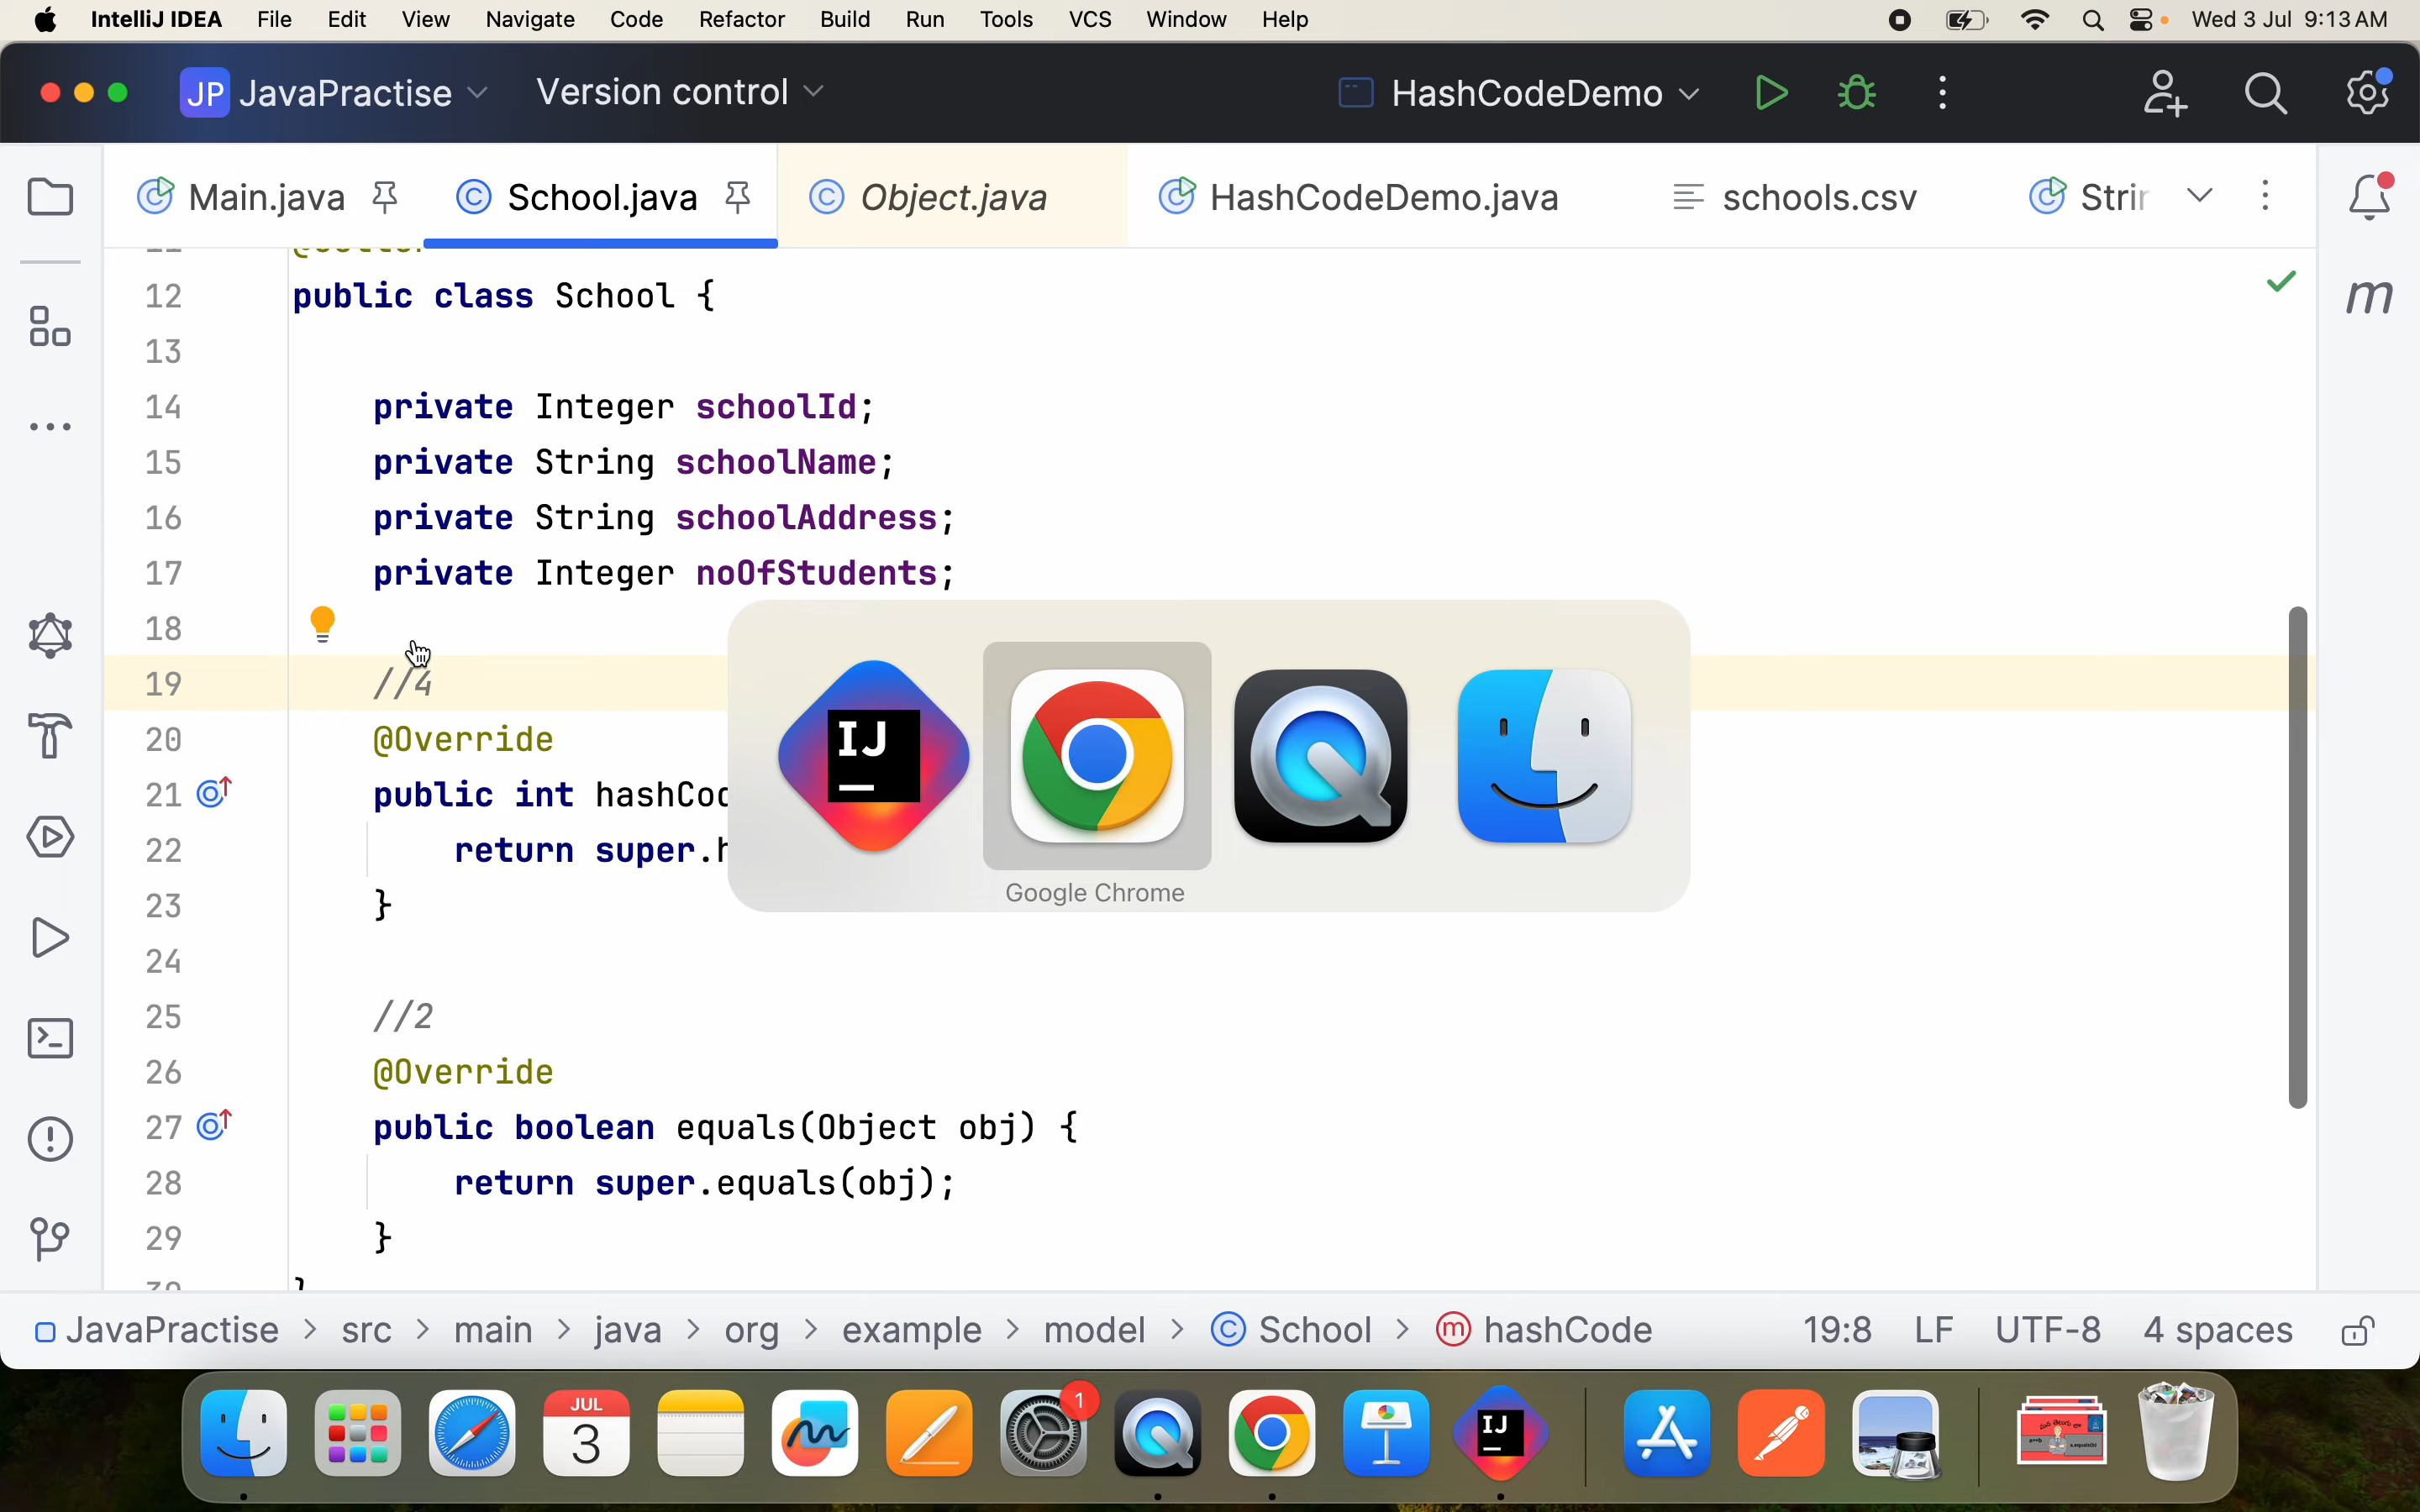 IntelliJ IDEA File Edit View Navigate Code Refactor Build Run Tools VCS Window Help Wed 3 Jul 9:13 AM
JP JavaPractise Version control HashCodeDemo
Main.java School.java Object.java HashCodeDemo.java schools.csv Strin
12 public class School {
13
14 private Integer schoolId;
15 private String schoolName;
16 private String schoolAddress;
17 private Integer noOfStudents;
18
19 //4
20 @Override
21 public int hashCod
22 return super.h
23 }
24
25 //2
26 @Override
27 public boolean equals(Object obj) {
28 return super.equals(obj);
29 }
}
m
IJ
Google Chrome
JavaPractise > src > main > java > org > example > model > School > hashCode 19:8 LF UTF-8 4 spaces
JUL
3
1
IJ